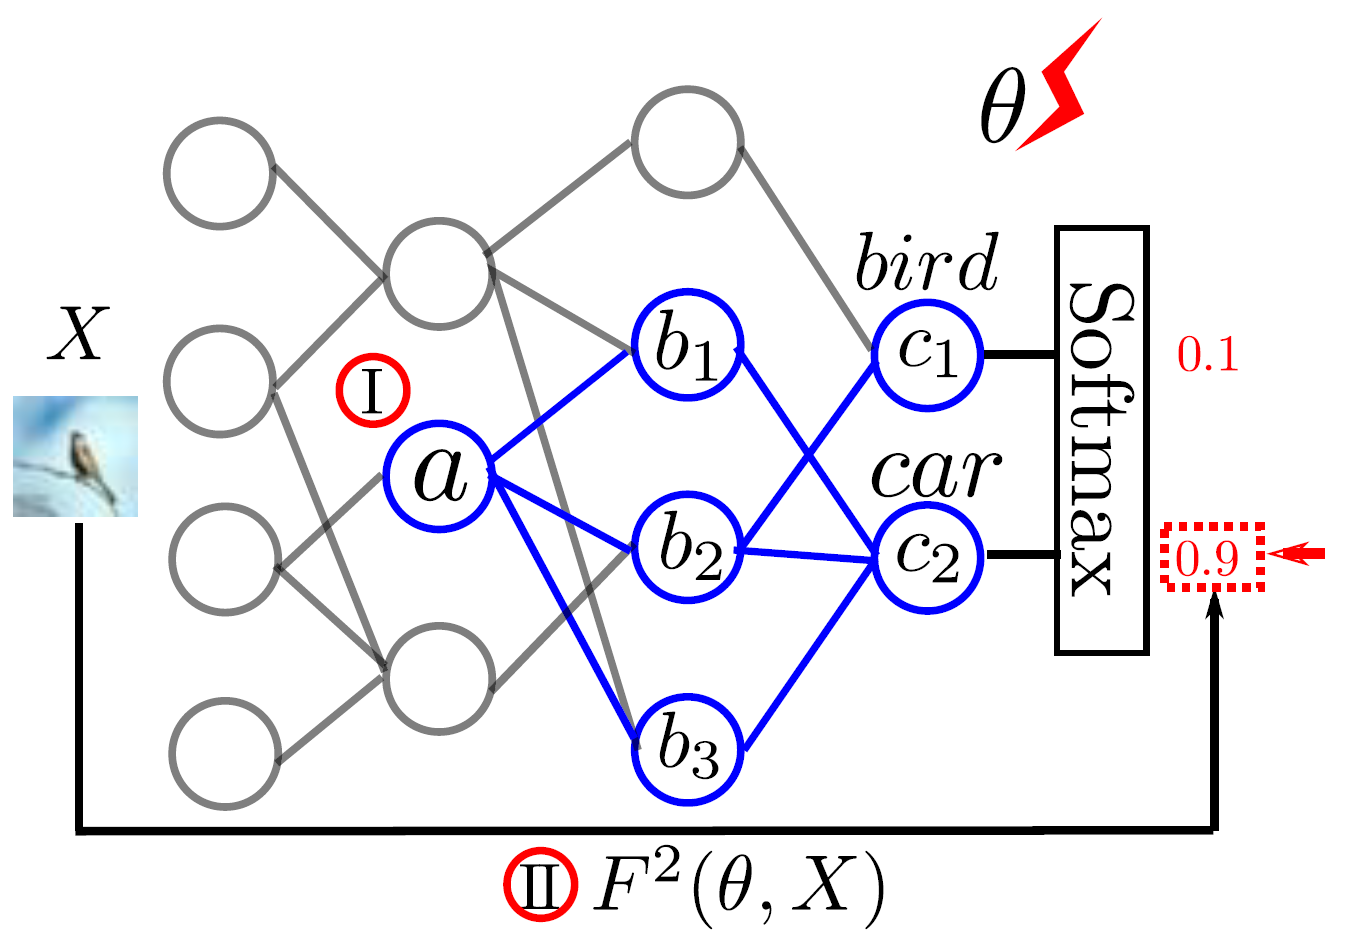 θ
bird
X
b₁
c₁
0.1
I
Softmax
car
a
b₂
c₂
0.9
b₃
II F²(θ, X)